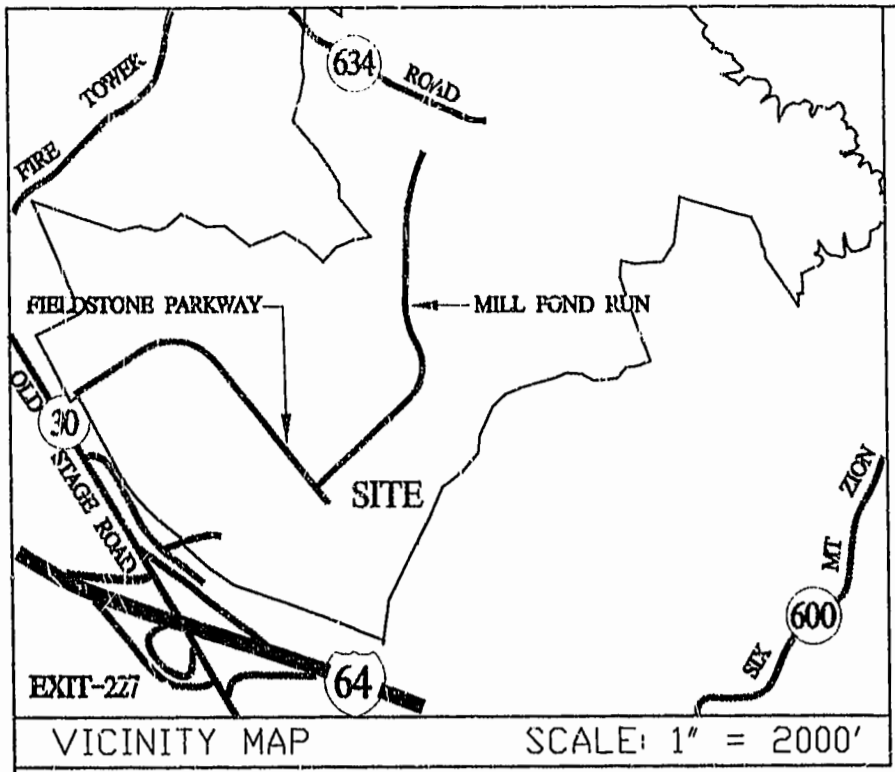 FIRE TOWER
634 ROAD
FIELDSTONE PARKWAY
MILL POND RUN
OLD STAGE ROAD
30
SITE
SIX MT ZION
600
EXIT-227
64
VICINITY MAP
SCALE: 1" = 2000'